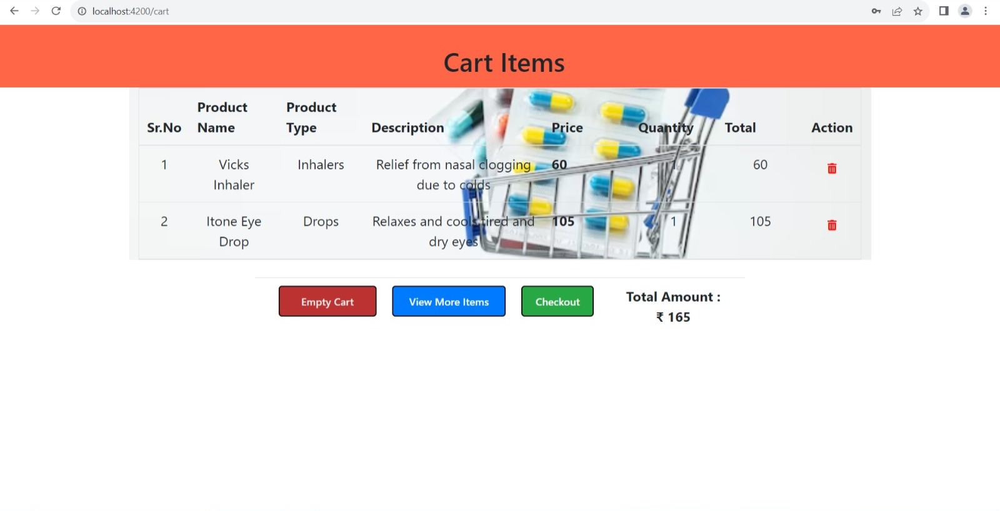 localhost:4200/cart
Cart Items
Sr.No Product Name Product Type Description Price Quantity Total Action
1 Vicks Inhaler Inhalers Relief from nasal clogging due to colds 60 1 60
2 Itone Eye Drop Drops Relaxes and cools tired and dry eyes 105 1 105
Empty Cart View More Items Checkout Total Amount :
₹ 165